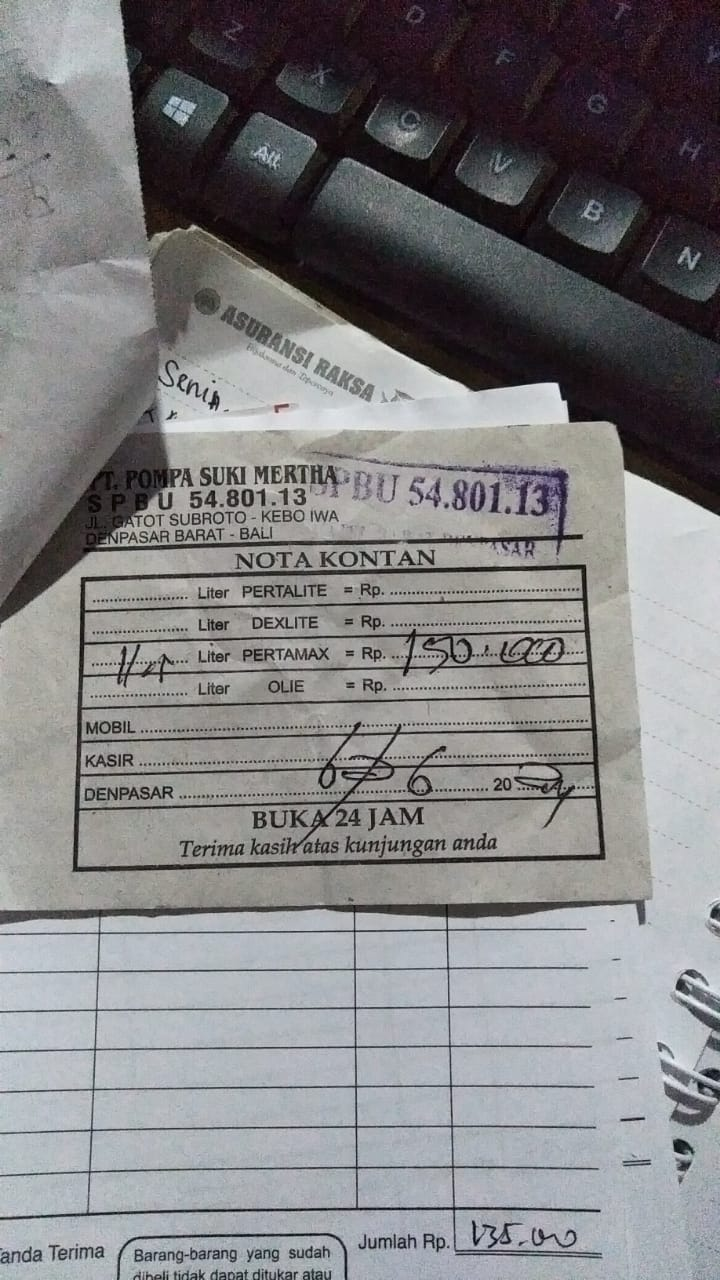 Z
D
T
Y
X
F
C
G
Alt
V
H
B
N
ASURANSI RAKSA
Senia
PT. POMPA SUKI MERTHA
SPBU 54.801.13
SPBU 54.801.13
JL. GATOT SUBROTO - KEBO IWA
DENPASAR BARAT - BALI
NOTA KONTAN
Liter PERTALITE = Rp.
Liter DEXLITE = Rp.
Liter PERTAMAX = Rp. 150.000
Liter OLIE = Rp.
MOBIL
KASIR
DENPASAR 6 20
BUKA 24 JAM
Terima kasih atas kunjungan anda
Tanda Terima
Barang-barang yang sudah
dibeli tidak dapat ditukar atau
Jumlah Rp. 135.000